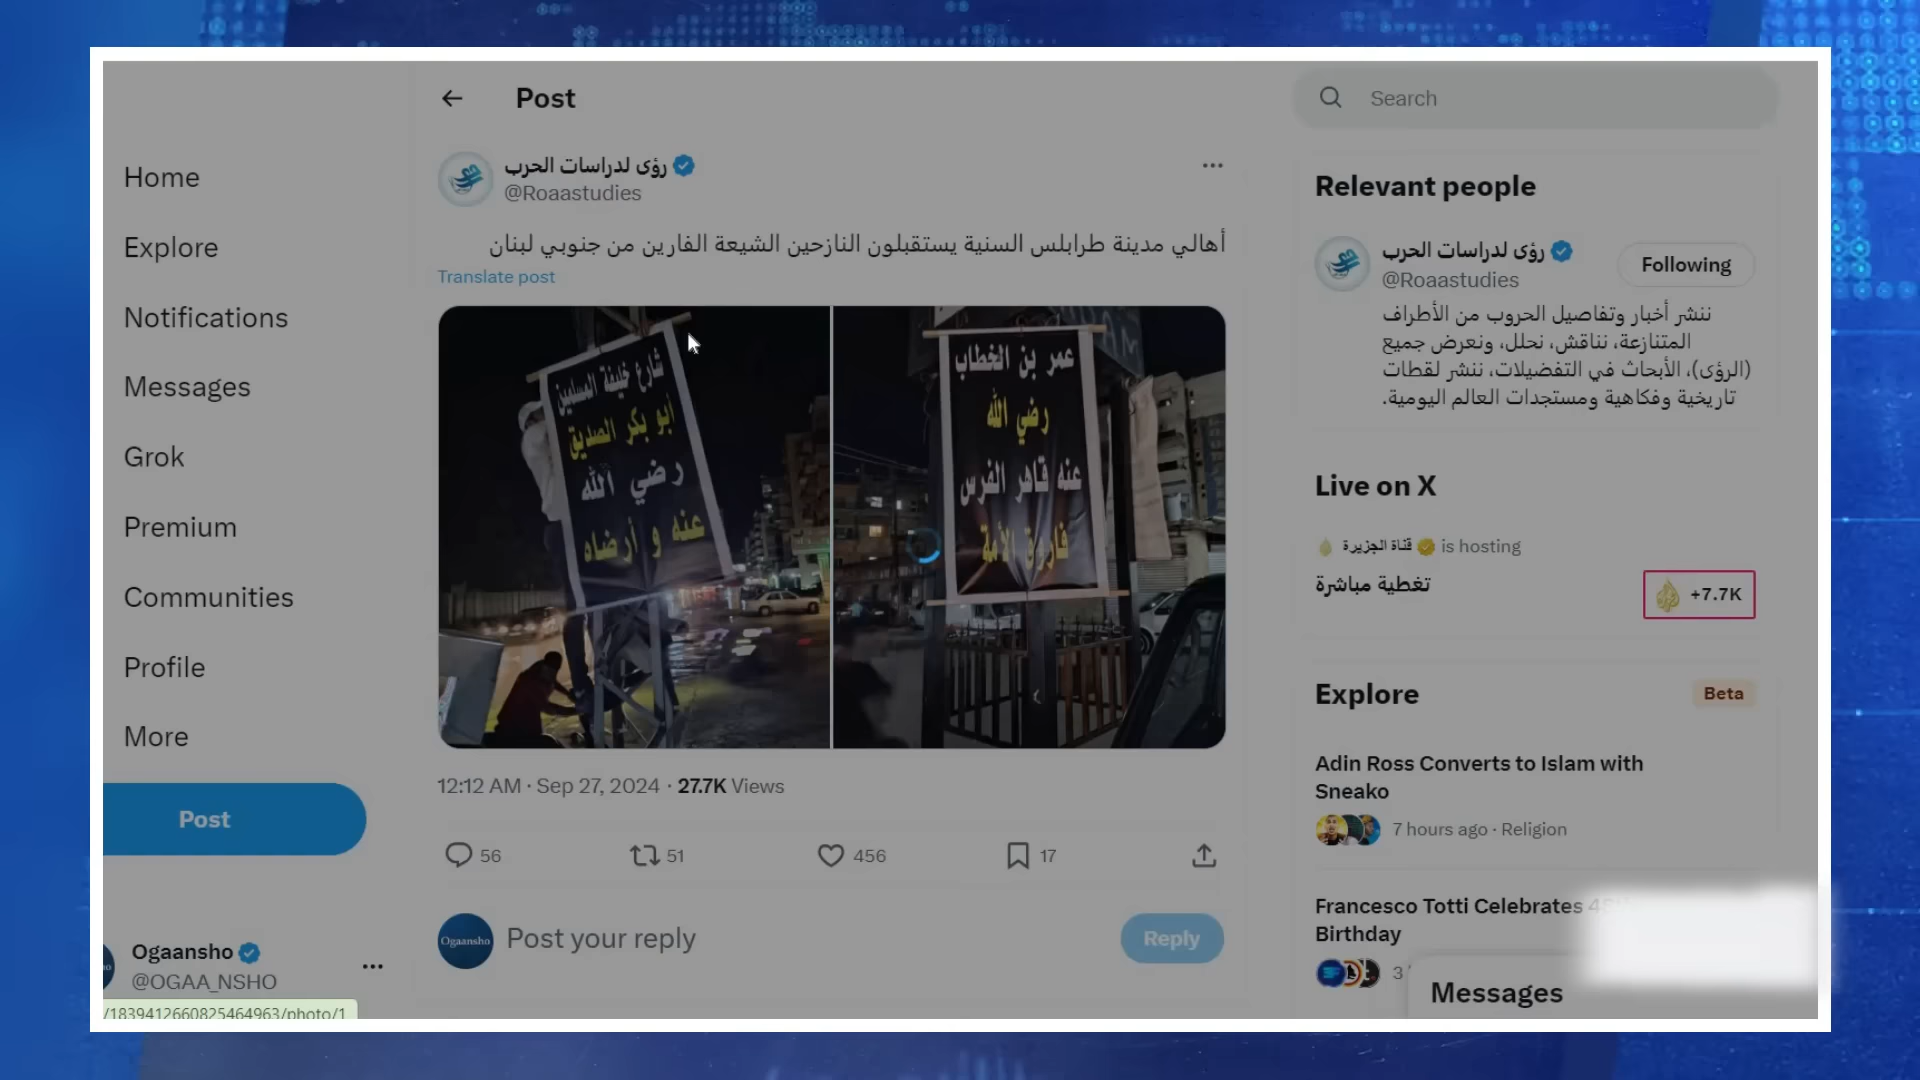 Home
Explore
Notifications
Messages
Grok
Premium
Communities
Profile
More
Post
Ogaansho
@OGAA_NSHO
/1839412660825464963/photo/1
Post
رؤى لدراسات الحرب
@Roaastudies
أهالي مدينة طرابلس السنية يستقبلون النازحين الشيعة الفارين من جنوبي لبنان
Translate post
شارع خليفة المسلمين
أبو بكر الصديق
رضي الله
عنه و أرضاه
عمر بن الخطاب
رضي الله
عنه قاهر الفرس
فاروق الأمة
12:12 AM · Sep 27, 2024 · 27.7K Views
56
51
456
17
Ogaansho
Post your reply
Reply
Search
Relevant people
رؤى لدراسات الحرب
@Roaastudies
Following
ننشر أخبار وتفاصيل الحروب من الأطراف
المتنازعة، نناقش، نحلل، ونعرض جميع
(الرؤى)، الأبحاث في التفضيلات، ننشر لقطات
تاريخية وفكاهية ومستجدات العالم اليومية.
Live on X
قناة الجزيرة is hosting
تغطية مباشرة
+7.7K
Explore
Beta
Adin Ross Converts to Islam with
Sneako
7 hours ago · Religion
Francesco Totti Celebrates
Birthday
3
Messages